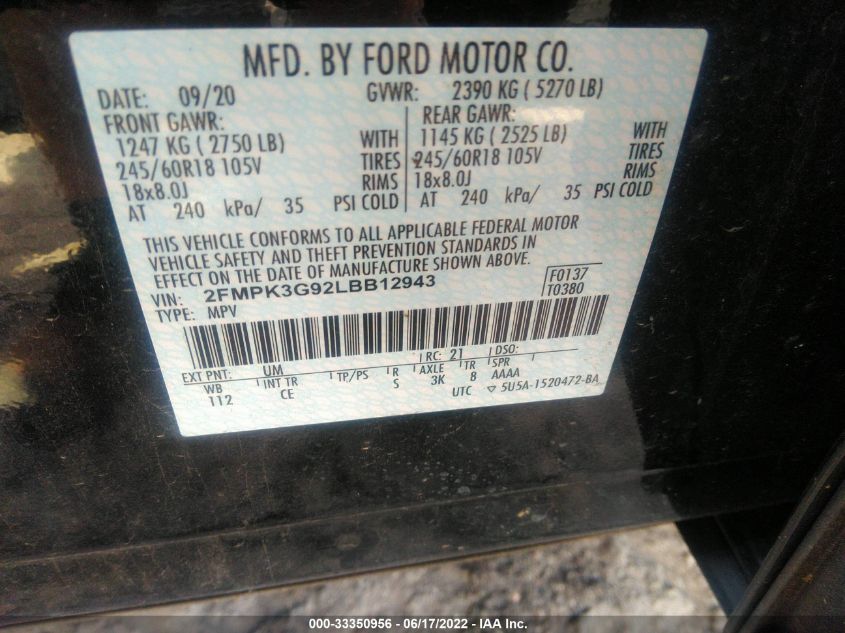 MFD. BY FORD MOTOR CO.
DATE: 09/20 GVWR: 2390 KG ( 5270 LB)
FRONT GAWR: REAR GAWR:
1247 KG ( 2750 LB) WITH 1145 KG ( 2525 LB) WITH
245/60R18 105V TIRES 245/60R18 105V TIRES
18x8.0J RIMS 18x8.0J RIMS
AT 240 kPa/ 35 PSI COLD AT 240 kPa/ 35 PSI COLD
THIS VEHICLE CONFORMS TO ALL APPLICABLE FEDERAL MOTOR
VEHICLE SAFETY AND THEFT PREVENTION STANDARDS IN
EFFECT ON THE DATE OF MANUFACTURE SHOWN ABOVE.
VIN: 2FMPK3G92LBB12943 F0137
TYPE: MPV T0380
EXT PNT: UM RC: 21 DSO:
WB INT TR TP/PS R AXLE TR SPR
112 CE S 3K 8 AAAA
UTC ▽ 5U5A-1520472-BA
000-33350956 - 06/17/2022 - IAA Inc.